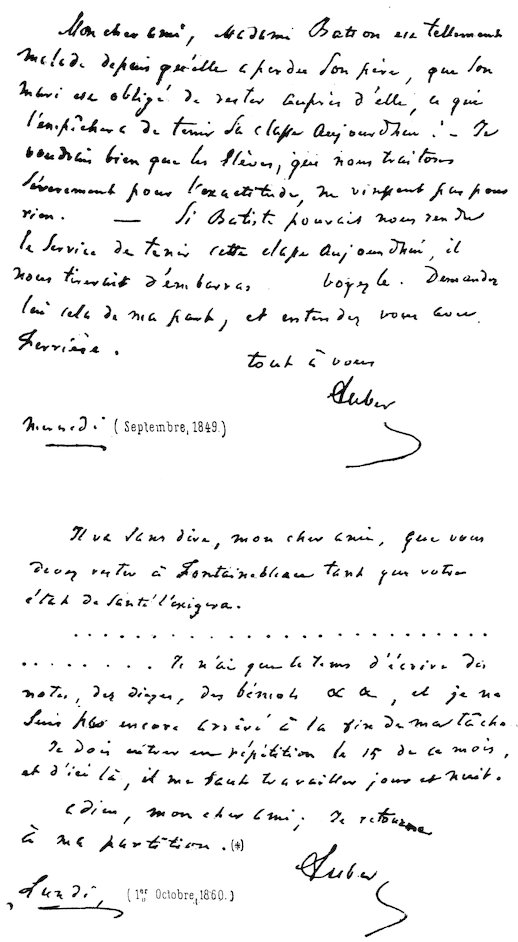 Mon cher ami, Madame Batton est tellement
malade depuis qu'elle a perdu son père, que son
mari est obligé de rester auprès d'elle, ce qui
l'empêchera de tenir sa classe aujourd'hui. - Je
voudrais bien que les Elèves, que nous traitons
sévèrement pour l'exactitude, ne vinssent pas pour
rien. — Si Batiste pouvait nous rendre
le service de tenir cette classe aujourd'hui, il
nous tirerait d'embarras. Voyez le. Demandez
lui cela de ma part, et entendez vous avec
Ferrière.
tout à vous
Auber
Mercredi (Septembre, 1849.)
Il va sans dire, mon cher ami, que vous
devez rester à Fontainebleau tant que votre
état de santé l'exigera.
. . . . . . . . . . . . . . . . . . . . . . . . . .
. . . . . . . . Je n'ai que le tems d'écrire des
notes, des dièzes, des bémols &a &a, et je ne
suis pas encore arrivé à la fin de ma tâche.
Je dois entrer en répétition le 15 de ce mois,
et d'ici là, il me faut travailler jour et nuit.
adieu, mon cher ami; Je retourne
à ma partition. (4)
Auber
Lundi, (1er Octobre, 1860.)